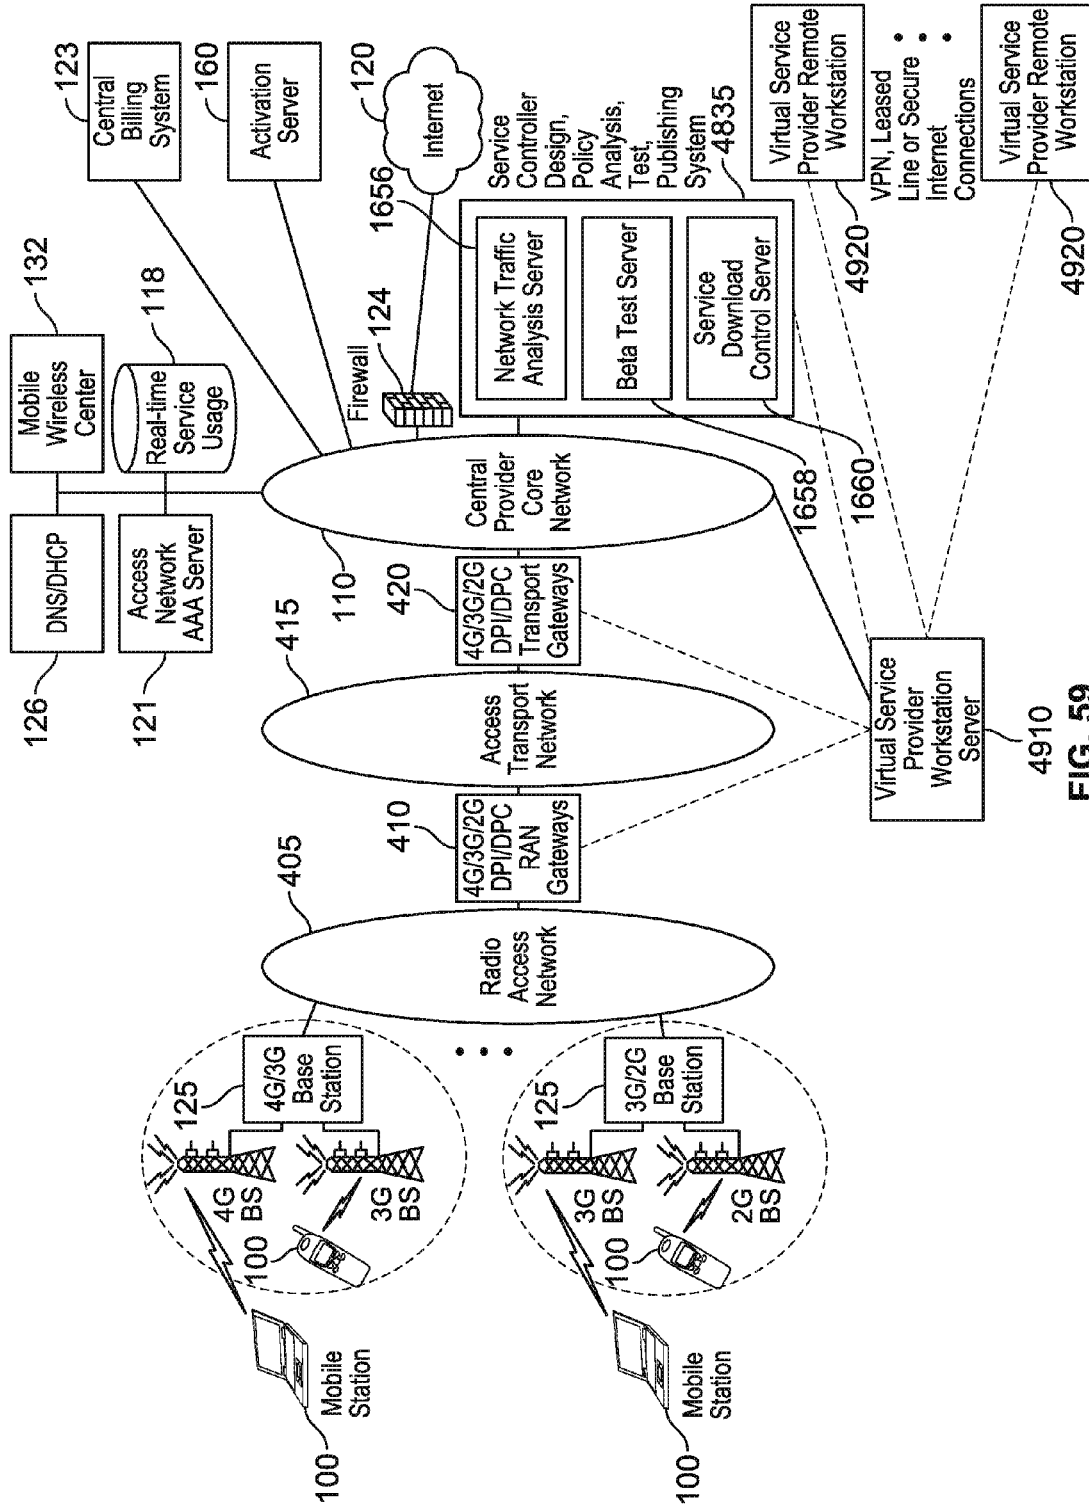 123
Central
Billing
System
160
Activation
Server
120
Internet
132
Mobile
Wireless
Center
118
Real-time
Service
Usage
DNS/DHCP
126
Access
Network
AAA Server
121
Firewall
124
1656
Service
Controller
Design,
Policy
Analysis,
Test,
Publishing
System
4835
Network Traffic
Analysis Server
Beta Test Server
Service
Download
Control Server
1658
1660
Virtual Service
Provider Remote
Workstation
4920
VPN, Leased
Line or Secure
Internet
Connections
Virtual Service
Provider Remote
Workstation
4920
Central
Provider
Core
Network
110
420
4G/3G/2G
DPI/DPC
Transport
Gateways
415
Access
Transport
Network
410
4G/3G/2G
DPI/DPC
RAN
Gateways
405
Radio
Access
Network
125
4G/3G
Base
Station
4G
BS
3G
BS
100
Mobile
Station
100
125
3G/2G
Base
Station
3G
BS
2G
BS
100
Mobile
Station
100
Virtual Service
Provider
Workstation
Server
4910
FIG. 59